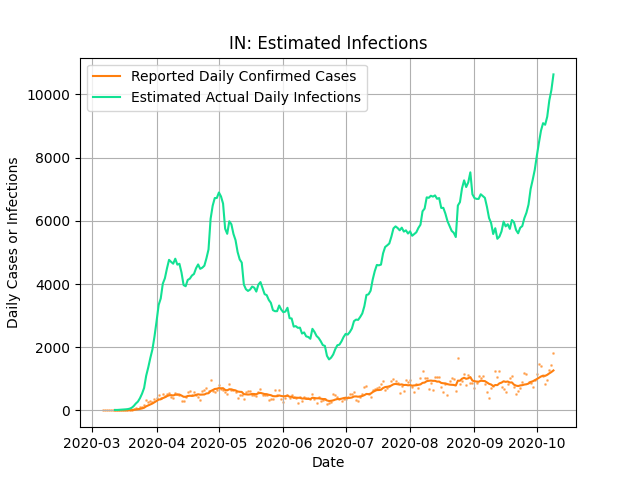 IN: Estimated Infections
Reported Daily Confirmed Cases
Estimated Actual Daily Infections
Daily Cases or Infections
10000
8000
6000
4000
2000
0
2020-03 2020-04 2020-05 2020-06 2020-07 2020-08 2020-09 2020-10
Date